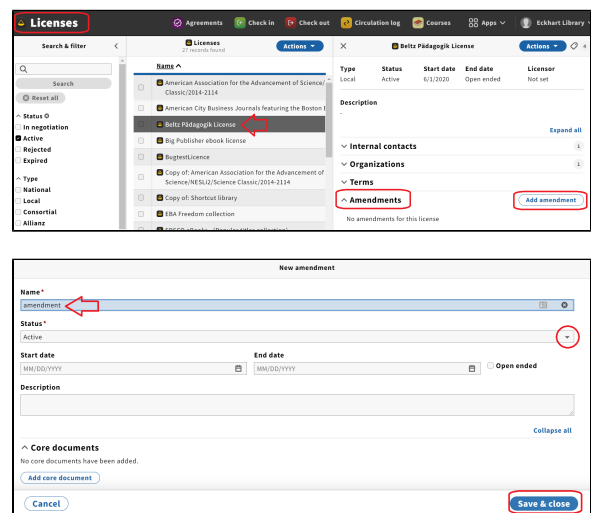 Licenses
Agreements
Check in
Check out
Circulation log
Courses
Apps
Eckhart Library
Search & filter
Licenses
27 records found
Actions
Beltz Pädagogik License
Actions
4
Search
Reset all
Status
In negotiation
Active
Rejected
Expired
Type
National
Local
Consortial
Allianz
Name
American Association for the Advancement of Science/
Classic/2014-2114
American City Business Journals featuring the Boston
Beltz Pädagogik License
Big Publisher ebook license
BugtestLicence
Copy of: American Association for the Advancement of
Science/NESLi2/Science Classic/2014-2114
Copy of: Shortcut library
EBA Freedom collection
Type Status Start date End date Licensor
Local Active 6/1/2020 Open ended Not set
Description
-
Expand all
Internal contacts 1
Organizations 1
Terms
Amendments
Add amendment
No amendments for this license
New amendment
Name*
amendment
Status*
Active
Start date End date
MM/DD/YYYY MM/DD/YYYY Open ended
Description
Collapse all
Core documents
No core documents have been added.
Add core document
Cancel Save & close